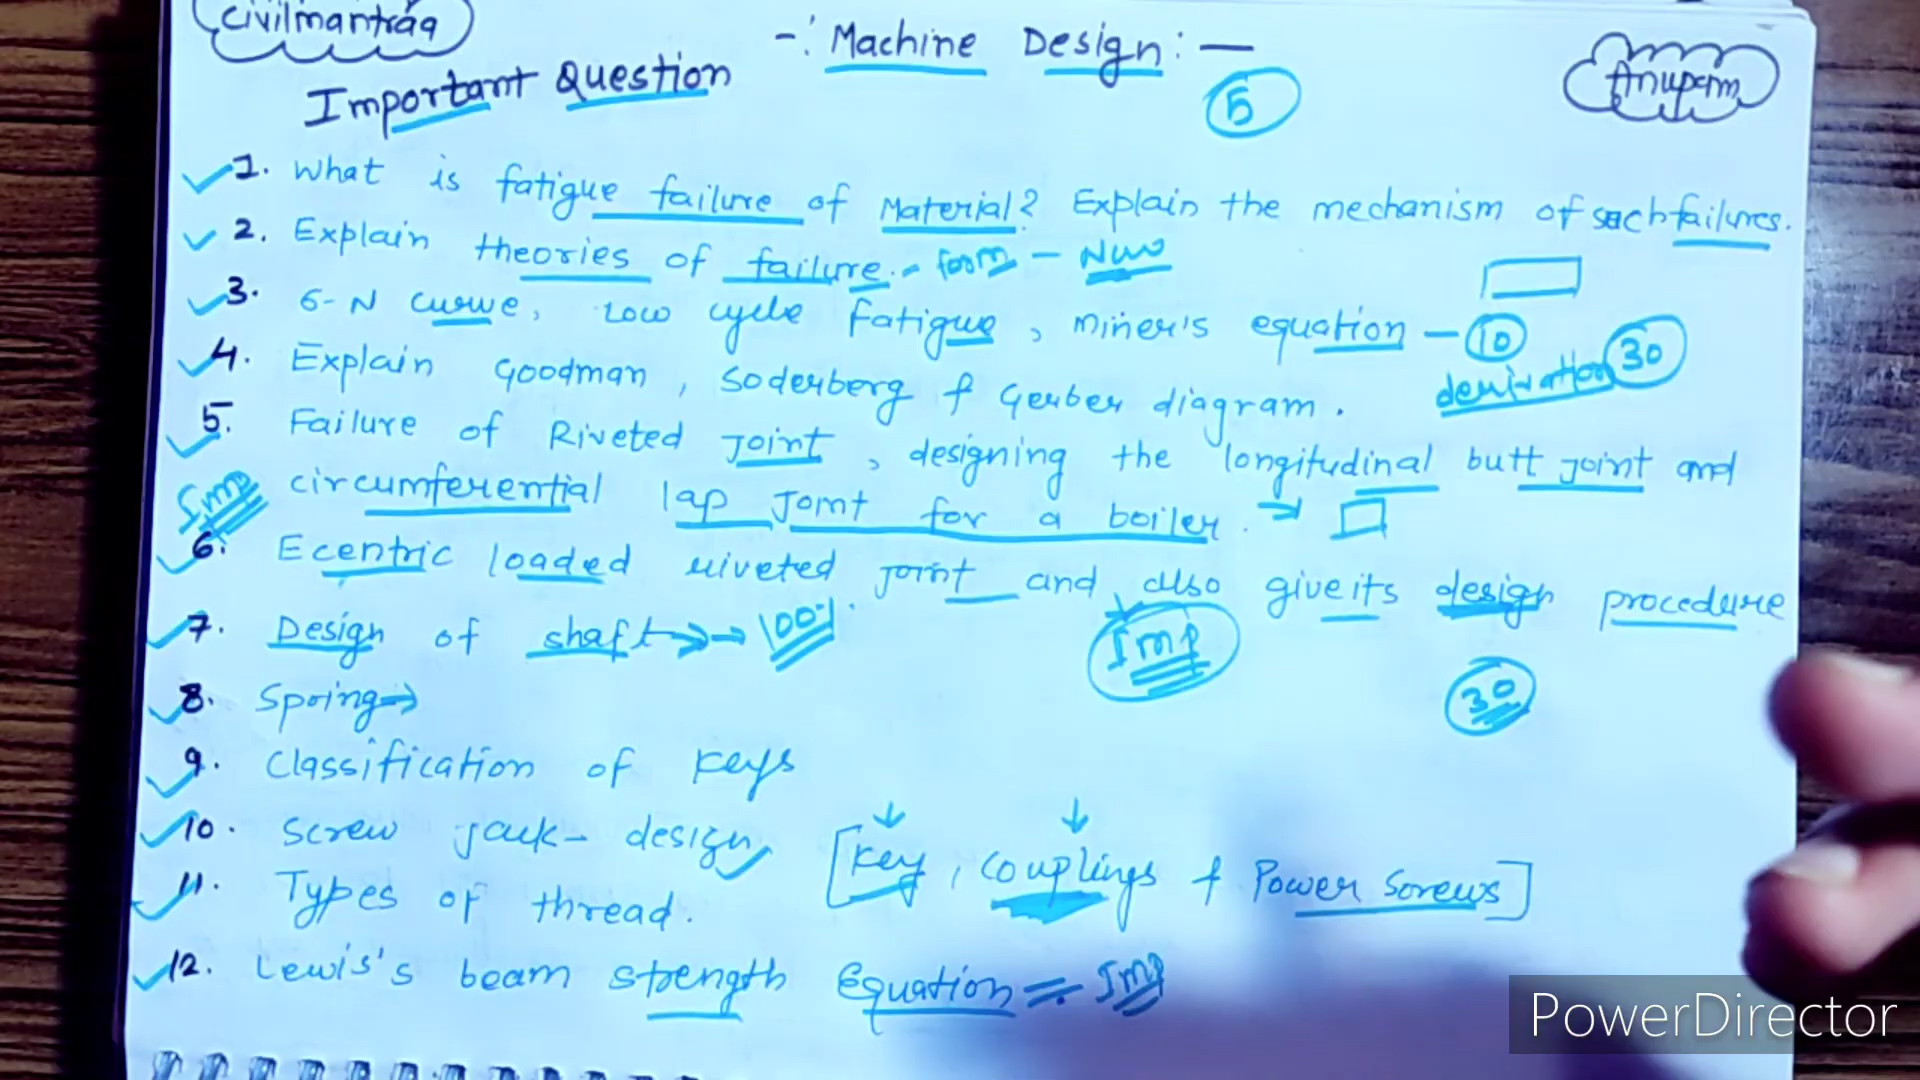 Civilmantraa
-: Machine Design :-
Anupam
Important Question
5
1. What is fatigue failure of Material? Explain the mechanism of such failures.
2. Explain theories of failure. - form - Num
3. 6-N curve, Low cycle Fatigue, Miner's equation - 10
derivation 30
4. Explain Goodman, Soderberg & Gerber diagram.
5. Failure of Riveted Joint, designing the longitudinal butt joint and
Imp circumferential lap Joint for a boiler. →
6. Ecentric loaded riveted joint and also give its design procedure
Imp
7. Design of shaft →→ 100%.
30
8. Spring→
9. Classification of keys
10. Screw jack- design
[key, couplings & Power Screws]
11. Types of thread.
12. Lewis's beam strength Equation = Imp
PowerDirector